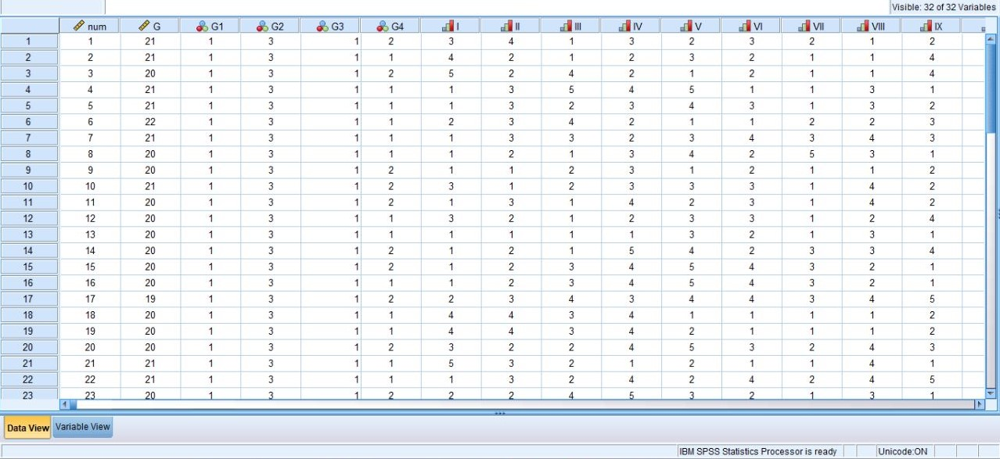 Visible: 32 of 32 Variables
num G G1 G2 G3 G4 I II III IV V VI VII VIII IX
1 1 21 1 3 1 2 3 4 1 3 2 3 2 1 2
2 2 21 1 3 1 1 4 2 1 2 3 2 1 1 4
3 3 20 1 3 1 2 5 2 4 2 1 2 1 1 4
4 4 21 1 3 1 1 1 3 5 4 5 1 1 3 1
5 5 21 1 3 1 1 1 3 2 3 4 3 1 3 2
6 6 22 1 3 1 1 2 3 4 2 1 1 2 2 3
7 7 21 1 3 1 1 1 3 3 2 3 4 3 4 3
8 8 20 1 3 1 1 1 2 1 3 4 2 5 3 1
9 9 20 1 3 1 2 1 1 2 3 1 2 1 1 2
10 10 21 1 3 1 2 3 1 2 3 3 3 1 4 2
11 11 20 1 3 1 2 1 3 1 4 2 3 1 4 2
12 12 20 1 3 1 1 3 2 1 2 3 3 1 2 4
13 13 20 1 3 1 1 1 1 1 1 3 2 1 3 1
14 14 20 1 3 1 2 1 2 1 5 4 2 3 3 4
15 15 20 1 3 1 2 1 2 3 4 5 4 3 2 1
16 16 20 1 3 1 1 1 2 3 4 5 4 3 2 1
17 17 19 1 3 1 2 2 3 4 3 4 4 3 4 5
18 18 20 1 3 1 1 4 4 3 4 1 1 1 1 2
19 19 20 1 3 1 1 4 4 3 4 2 1 1 1 2
20 20 20 1 3 1 2 3 2 2 4 5 3 2 4 3
21 21 21 1 3 1 1 5 3 2 1 2 1 1 4 1
22 22 21 1 3 1 1 1 3 2 4 2 4 2 4 5
23 23 20 1 3 1 2 2 2 4 5 3 2 1 3 1
Data View Variable View
IBM SPSS Statistics Processor is ready Unicode:ON